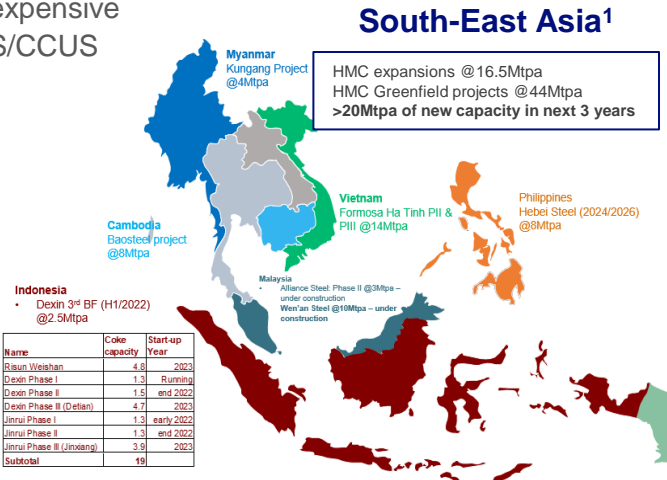 expensive
S/CCUS
South-East Asia1
HMC expansions @16.5Mtpa
HMC Greenfield projects @44Mtpa
>20Mtpa of new capacity in next 3 years
Myanmar
Kungang Project
@4Mtpa
Vietnam
Formosa Ha Tinh PII &
PIII @14Mtpa
Philippines
Hebei Steel (2024/2026)
@8Mtpa
Cambodia
Baosteel project
@8Mtpa
Malaysia
• Alliance Steel: Phase II @3Mtpa –
under construction
Wen'an Steel @10Mtpa – under
construction
Indonesia
• Dexin 3rd BF (H1/2022)
@2.5Mtpa
Name Coke capacity Start-up Year
Risun Weishan 4.8 2023
Dexin Phase I 1.3 Running
Dexin Phase II 1.5 end 2022
Dexin Phase III (Detian) 4.7 2023
Jinrui Phase I 1.3 early 2022
Jinrui Phase II 1.3 end 2022
Jinrui Phase III (Jinxiang) 3.9 2023
Subtotal 19